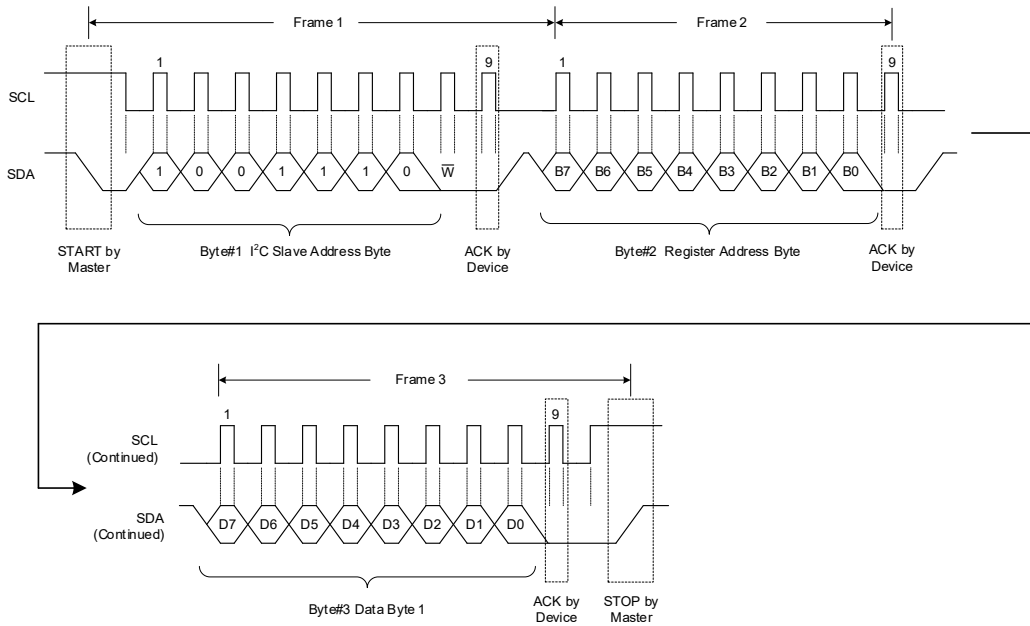 Frame 1
Frame 2
1
9
1
9
SCL
SDA
1 0 0 1 1 1 0 W̅
B7 B6 B5 B4 B3 B2 B1 B0
START by
Master
Byte#1 I²C Slave Address Byte
ACK by
Device
Byte#2 Register Address Byte
ACK by
Device
Frame 3
1
9
SCL
(Continued)
SDA
(Continued)
D7 D6 D5 D4 D3 D2 D1 D0
Byte#3 Data Byte 1
ACK by
Device
STOP by
Master